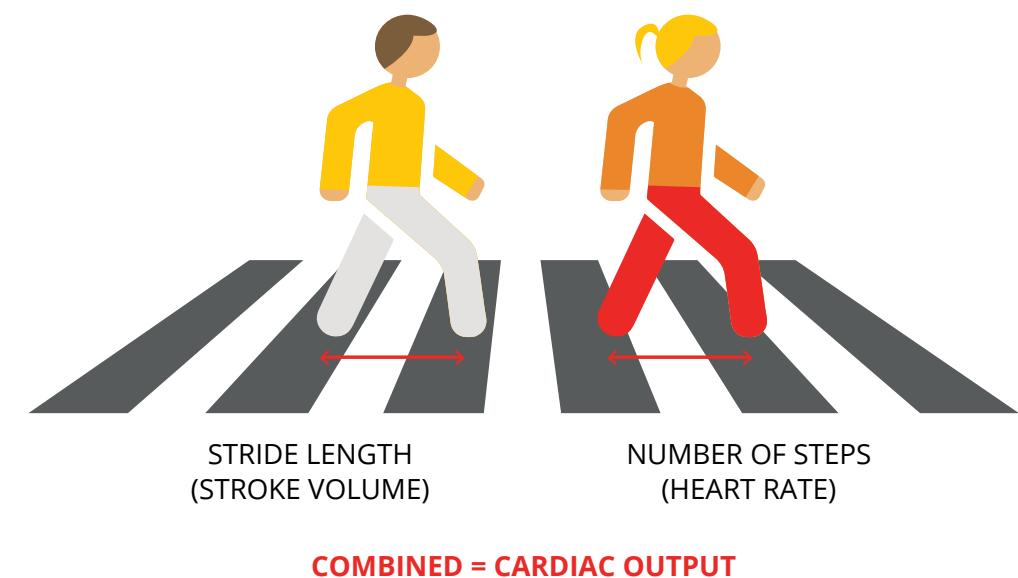 STRIDE LENGTH
(STROKE VOLUME)
NUMBER OF STEPS
(HEART RATE)
COMBINED = CARDIAC OUTPUT